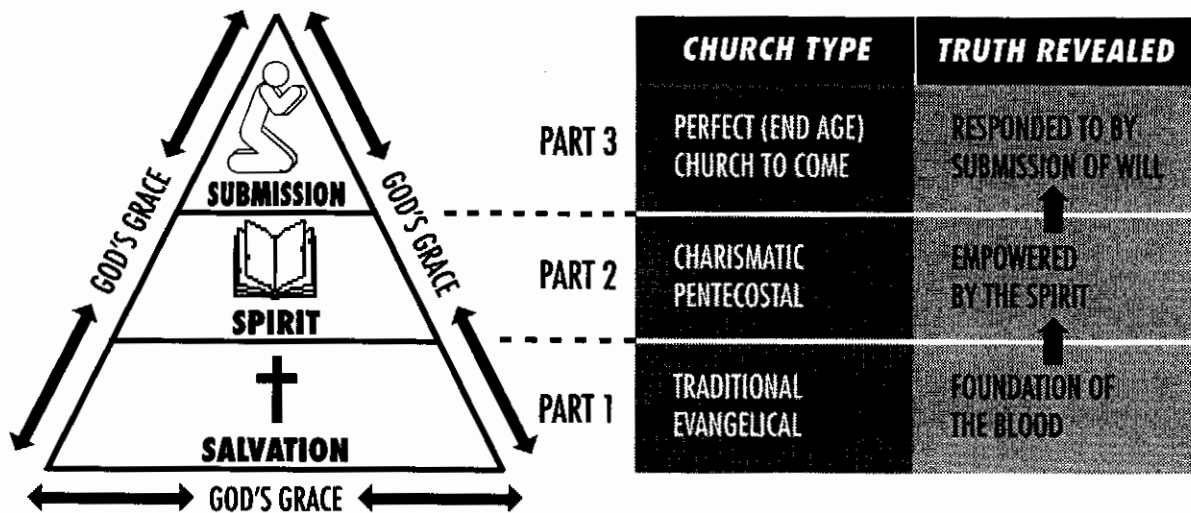 GOD'S GRACE
GOD'S GRACE
SUBMISSION
SPIRIT
SALVATION
GOD'S GRACE
PART 3
PART 2
PART 1
CHURCH TYPE
TRUTH REVEALED
PERFECT (END AGE)
CHURCH TO COME
RESPONDED TO BY
SUBMISSION OF WILL
CHARISMATIC
PENTECOSTAL
EMPOWERED
BY THE SPIRIT
TRADITIONAL
EVANGELICAL
FOUNDATION OF
THE BLOOD